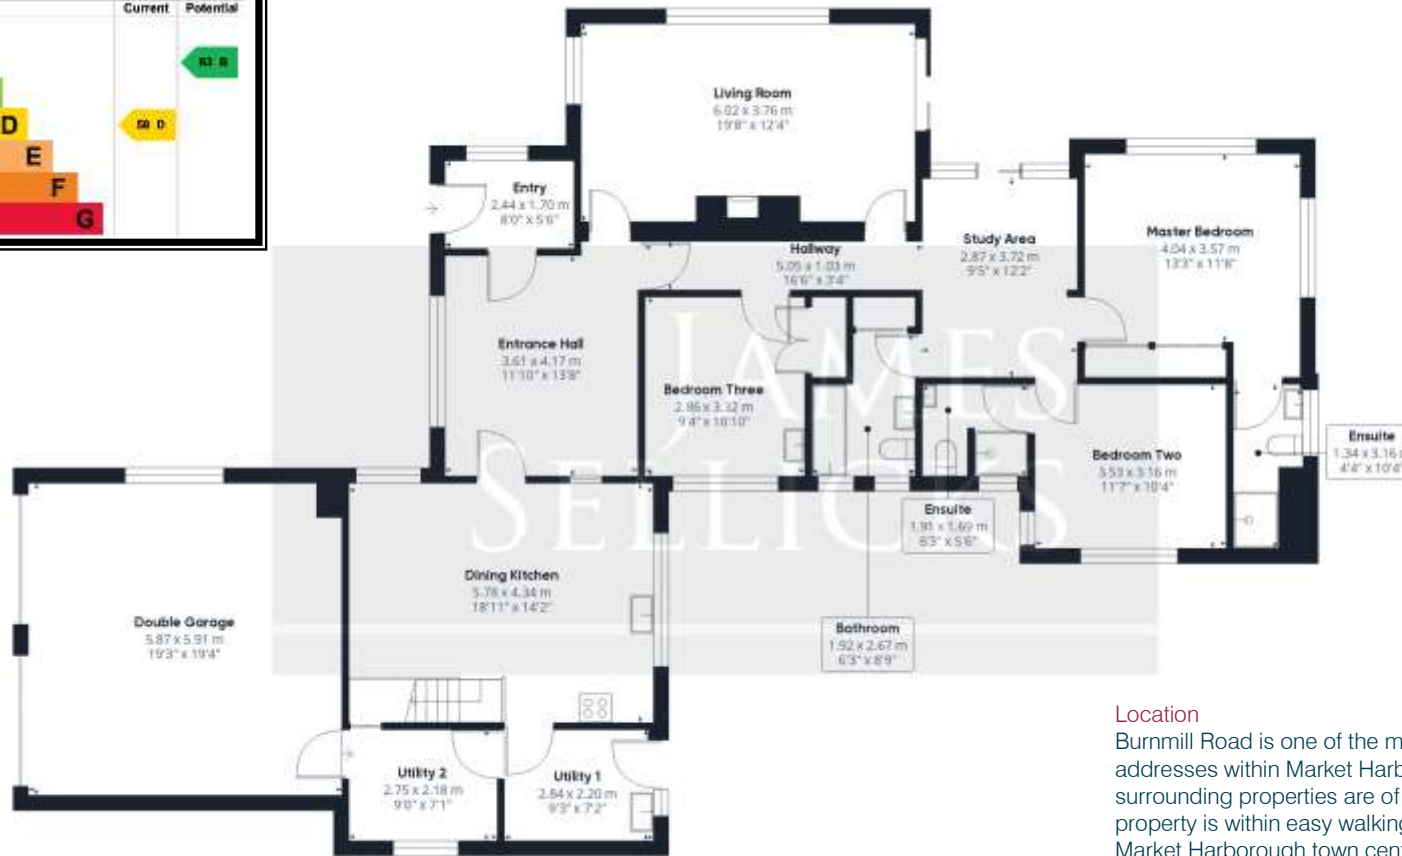 Current Potential
D
E
F
G
58 D
Living Room
6.02 x 3.76 m
19'8" x 12'4"
Entry
2.44 x 1.70 m
8'0" x 5'6"
Hallway
5.05 x 1.03 m
16'6" x 3'4"
Study Area
2.87 x 3.72 m
9'5" x 12'2"
Master Bedroom
4.04 x 3.57 m
13'3" x 11'8"
Entrance Hall
3.61 x 4.17 m
11'10" x 13'8"
Bedroom Three
2.86 x 3.32 m
9'4" x 10'10"
JAMES
SELLICKS
Bedroom Two
3.53 x 3.16 m
11'7" x 10'4"
Ensuite
1.34 x 3.16
4'4" x 10'4"
Ensuite
1.91 x 1.69 m
6'3" x 5'6"
Dining Kitchen
5.78 x 4.34 m
18'11" x 14'2"
Double Garage
5.87 x 5.91 m
19'3" x 19'4"
Bathroom
1.92 x 2.67 m
6'3" x 8'9"
Utility 2
2.75 x 2.18 m
9'0" x 7'1"
Utility 1
2.84 x 2.20 m
9'3" x 7'2"
Location
Burnmill Road is one of the m
addresses within Market Harb
surrounding properties are of
property is within easy walking
Market Harborough town cent